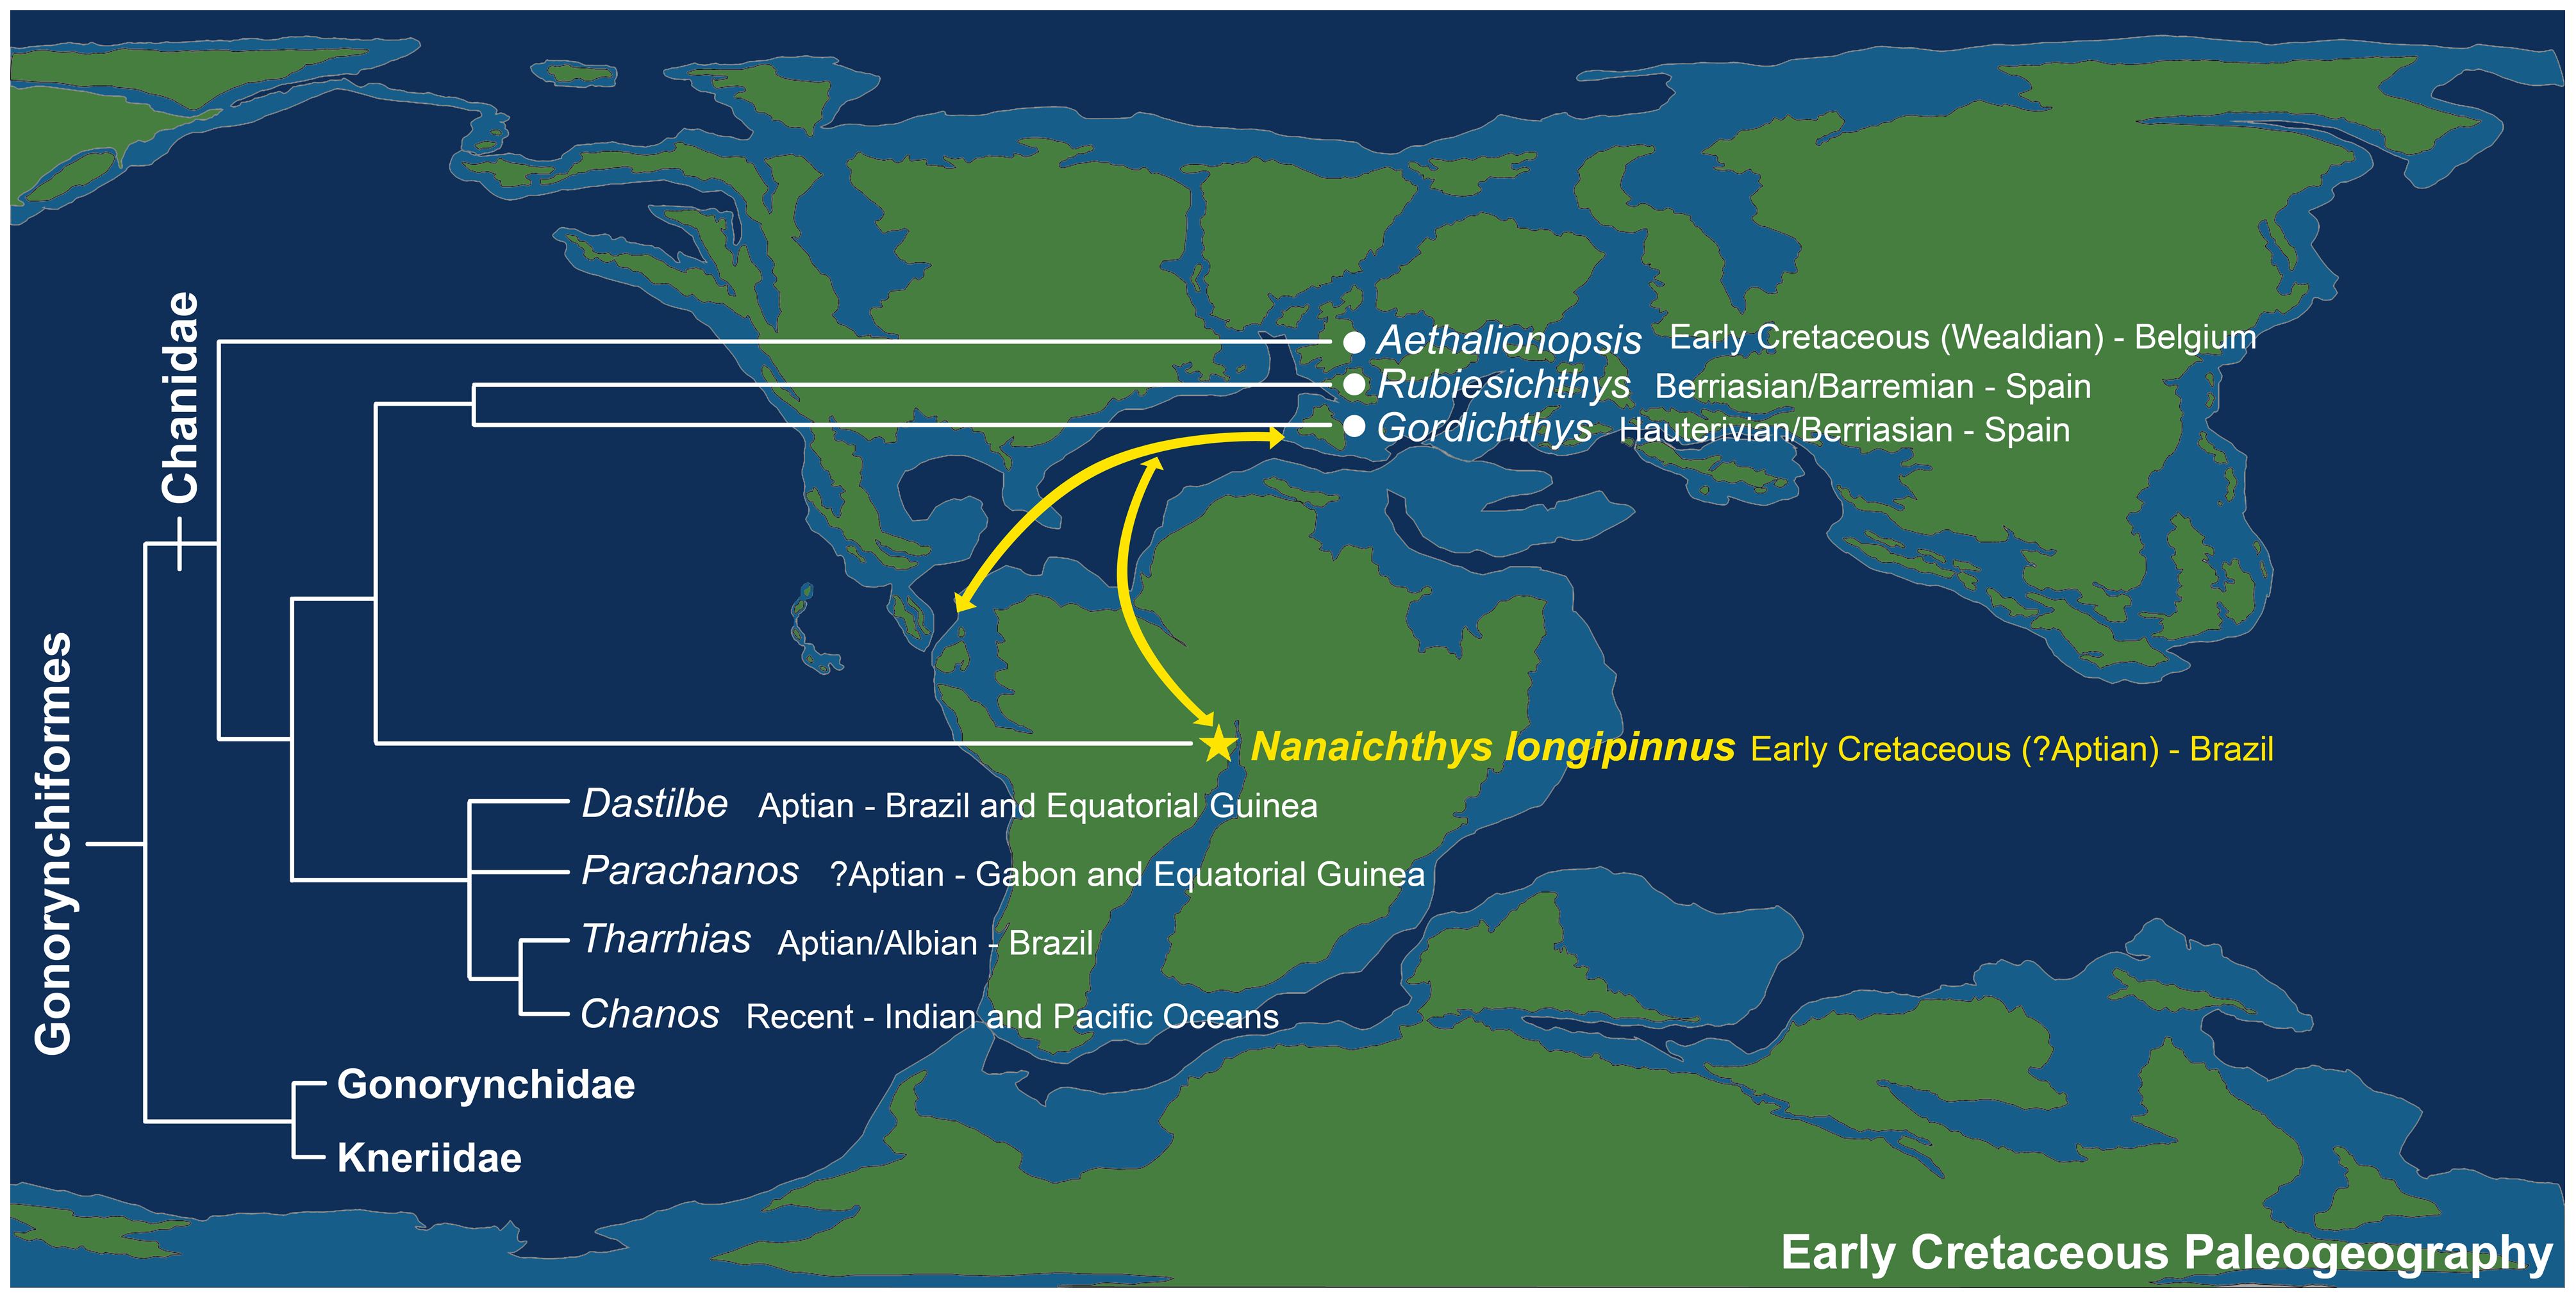 Chanidae
Gonorynchiformes
Aethalionopsis Early Cretaceous (Wealdian) - Belgium
Rubiesichthys Berriasian/Barremian - Spain
Gordichthys Hauterivian/Berriasian - Spain
Nanaichthys longipinnus Early Cretaceous (?Aptian) - Brazil
Dastilbe Aptian - Brazil and Equatorial Guinea
Parachanos ?Aptian - Gabon and Equatorial Guinea
Tharrhias Aptian/Albian - Brazil
Chanos Recent - Indian and Pacific Oceans
Gonorynchidae
Kneriidae
Early Cretaceous Paleogeography